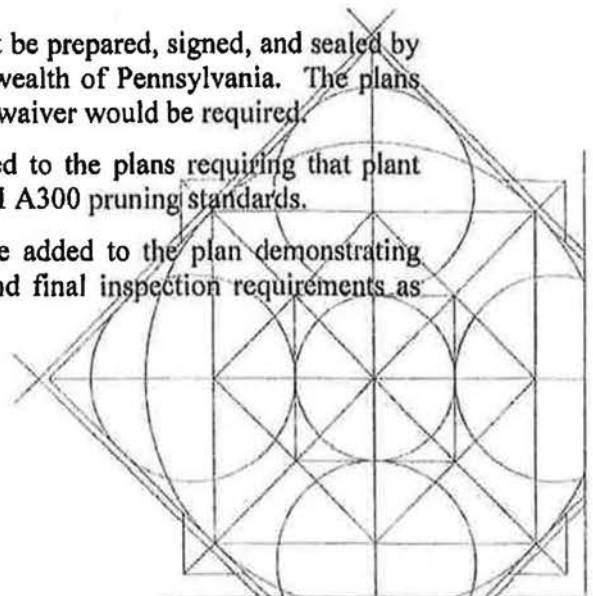 be prepared, signed, and sealed by
wealth of Pennsylvania. The plans
waiver would be required.
ed to the plans requiring that plant
A300 pruning standards.
e added to the plan demonstrating
nd final inspection requirements as